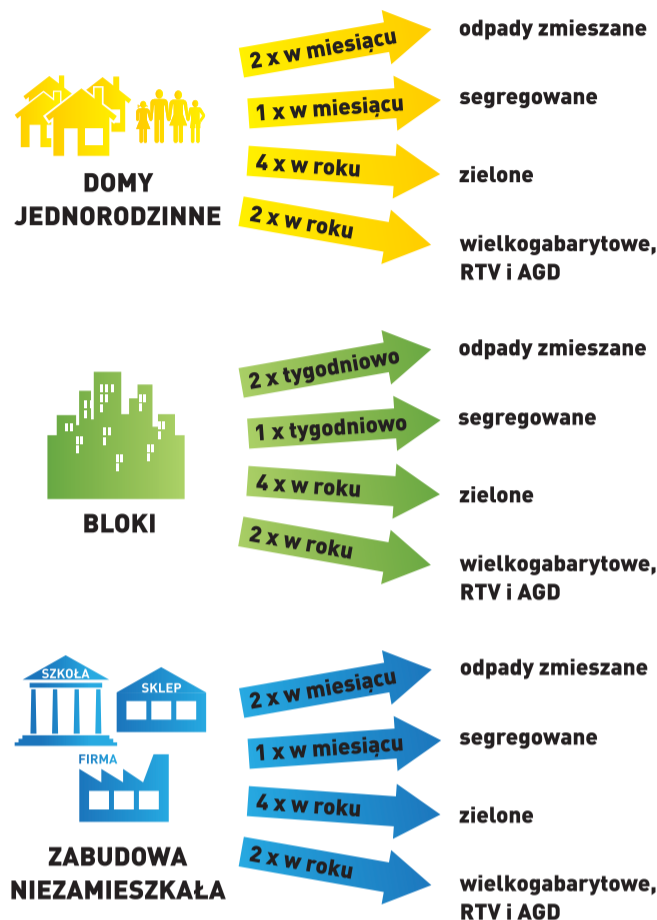 2 x w miesiącu
odpady zmieszane
1 x w miesiącu
segregowane
4 x w roku
zielone
2 x w roku
wielkogabarytowe,
RTV i AGD
DOMY
JEDNORODZINNE
2 x tygodniowo
odpady zmieszane
1 x tygodniowo
segregowane
4 x w roku
zielone
2 x w roku
wielkogabarytowe,
RTV i AGD
BLOKI
SZKOŁA
SKLEP
FIRMA
2 x w miesiącu
odpady zmieszane
1 x w miesiącu
segregowane
4 x w roku
zielone
2 x w roku
wielkogabarytowe,
RTV i AGD
ZABUDOWA
NIEZAMIESZKAŁA